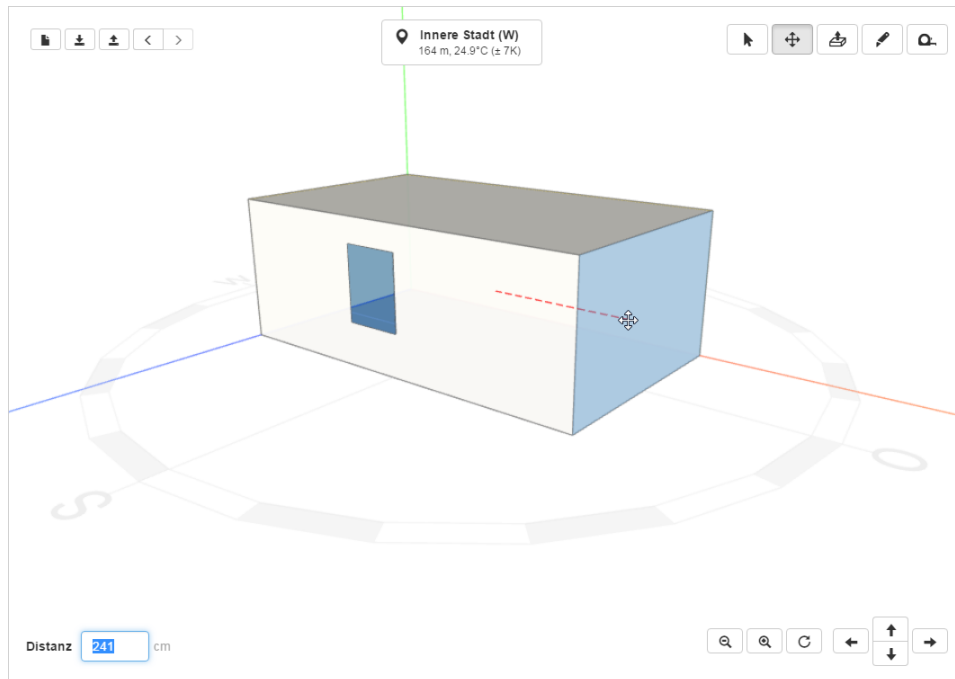 Innere Stadt (W)
164 m, 24.9°C (± 7K)
W
S
O
Distanz 241 cm